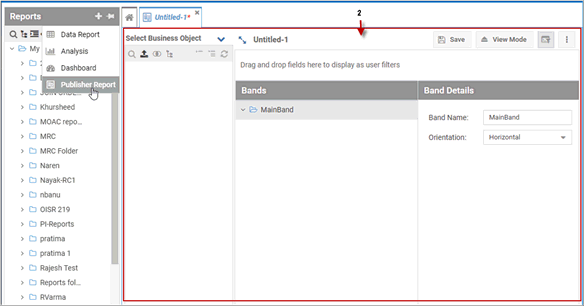 2
Reports
Untitled-1*
Data Report
Analysis
Dashboard
Publisher Report
My
2
Khursheed
MOAC repo...
MRC
MRC Folder
Naren
Nayak-RC1
nbanu
OISR 219
PI-Reports
pratima
pratima 1
Rajesh Test
Reports fol...
RVarma
Select Business Object
Untitled-1
Save
View Mode
Drag and drop fields here to display as user filters
Bands
Band Details
MainBand
Band Name: MainBand
Orientation: Horizontal